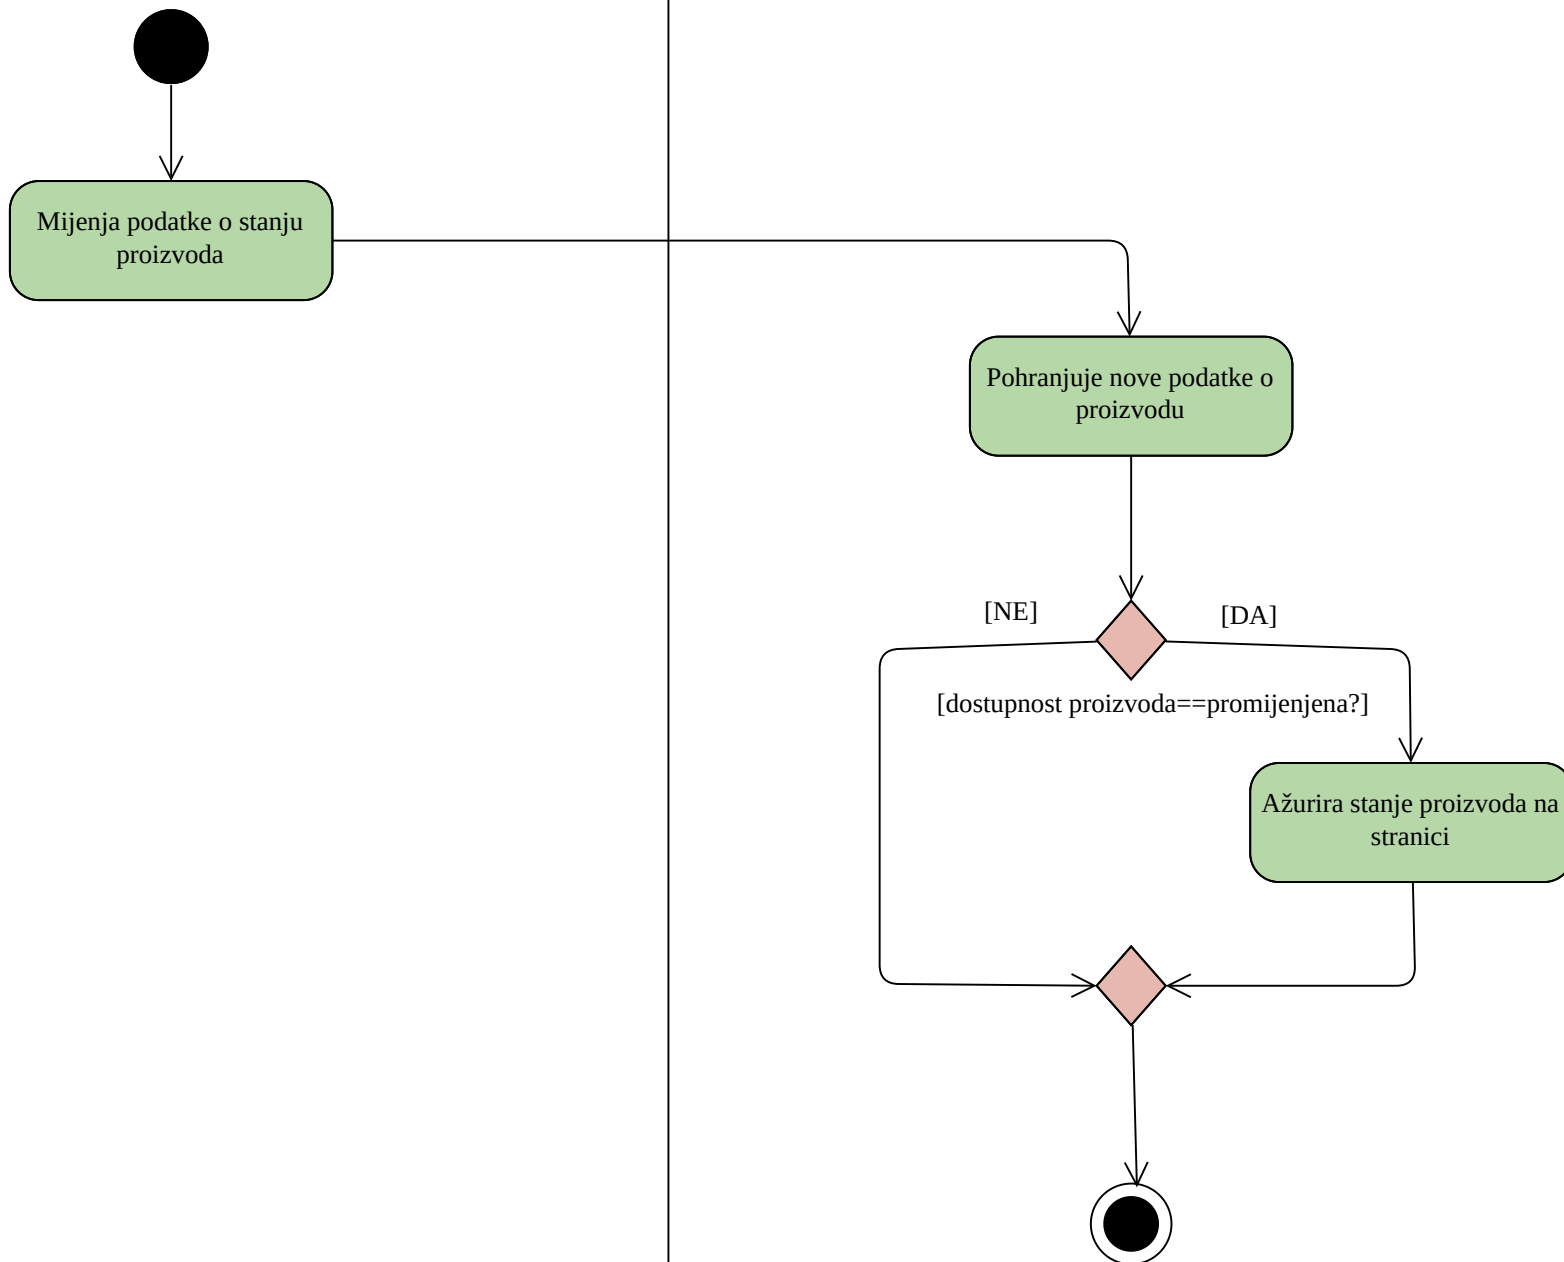 Mijenja podatke o stanju
proizvoda
Pohranjuje nove podatke o
proizvodu
[NE]
[DA]
[dostupnost proizvoda==promijenjena?]
Ažurira stanje proizvoda na
stranici